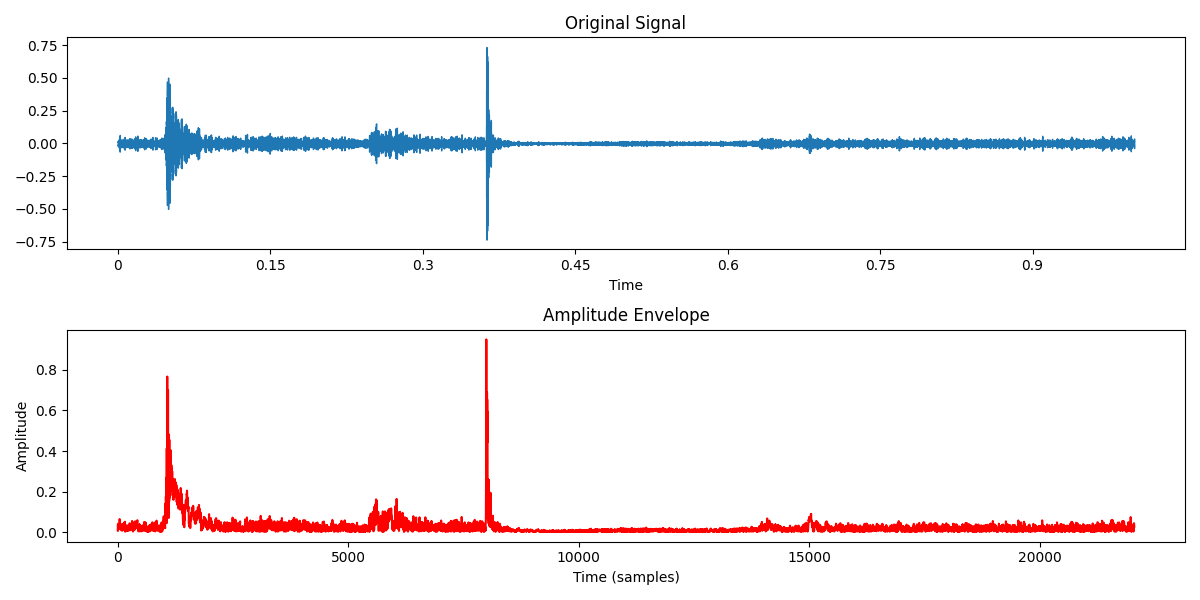 Original Signal
0.75
0.50
0.25
0.00
−0.25
−0.50
−0.75
0 0.15 0.3 0.45 0.6 0.75 0.9
Time
Amplitude Envelope
Amplitude
0.8
0.6
0.4
0.2
0.0
0 5000 10000 15000 20000
Time (samples)